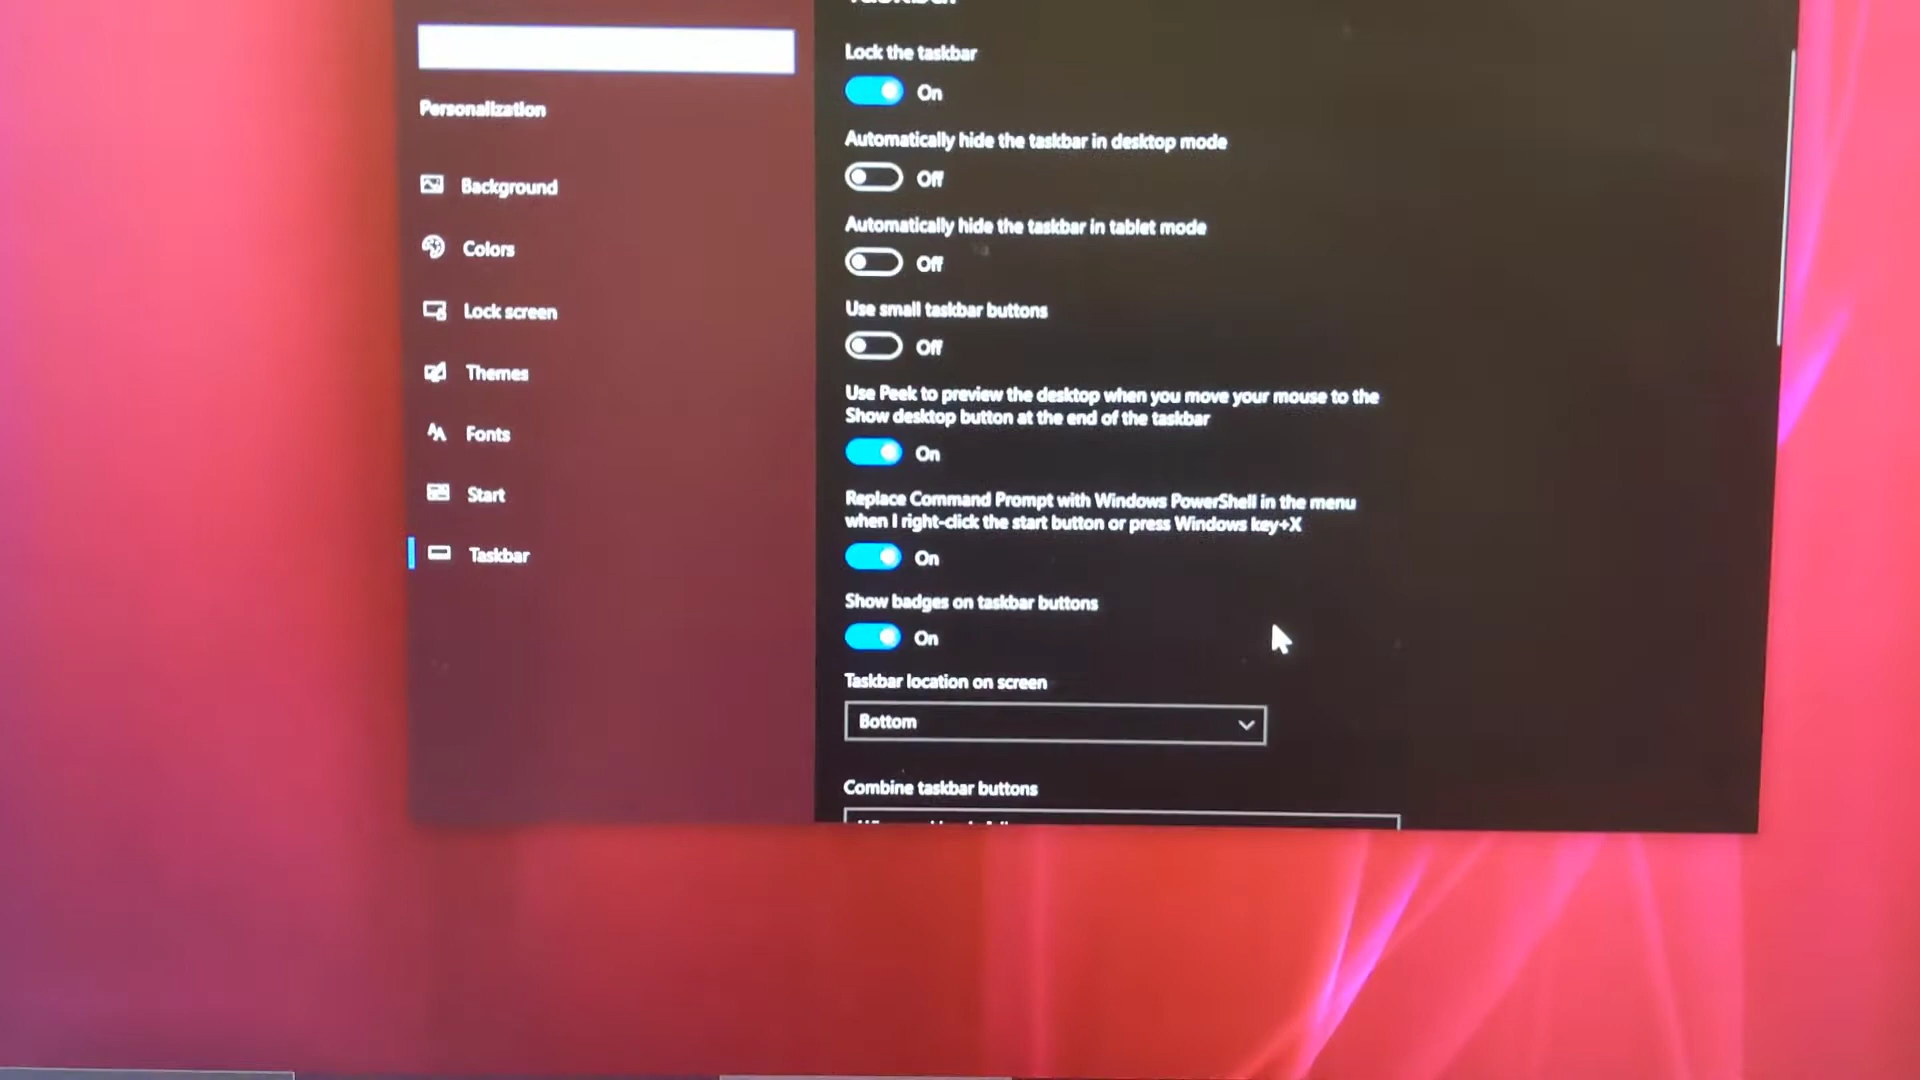 Taskbar
Lock the taskbar
On
Personalization
Automatically hide the taskbar in desktop mode
Off
Background
Automatically hide the taskbar in tablet mode
Off
Colors
Lock screen
Use small taskbar buttons
Off
Themes
Use Peek to preview the desktop when you move your mouse to the
Show desktop button at the end of the taskbar
On
Fonts
Start
Replace Command Prompt with Windows PowerShell in the menu
when I right-click the start button or press Windows key+X
On
Taskbar
Show badges on taskbar buttons
On
Taskbar location on screen
Bottom
Combine taskbar buttons